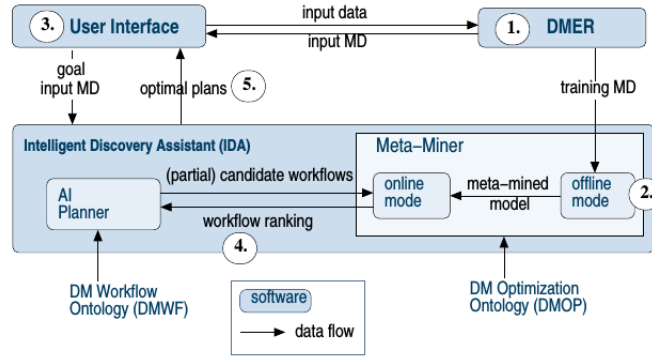 3. User Interface
input data
input MD
1. DMER
goal
input MD
optimal plans 5.
training MD
Intelligent Discovery Assistant (IDA)
Meta–Miner
AI
Planner
(partial) candidate workflows
workflow ranking
4.
online
mode
meta–mined
model
offline
mode
2.
DM Workflow
Ontology (DMWF)
DM Optimization
Ontology (DMOP)
software
data flow